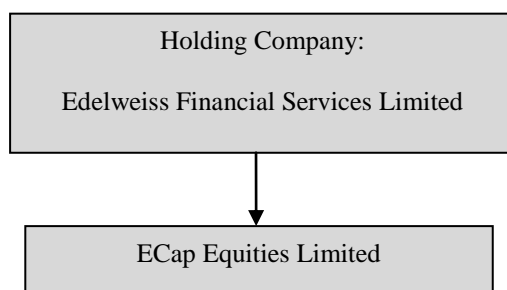 Holding Company:
Edelweiss Financial Services Limited
ECap Equities Limited